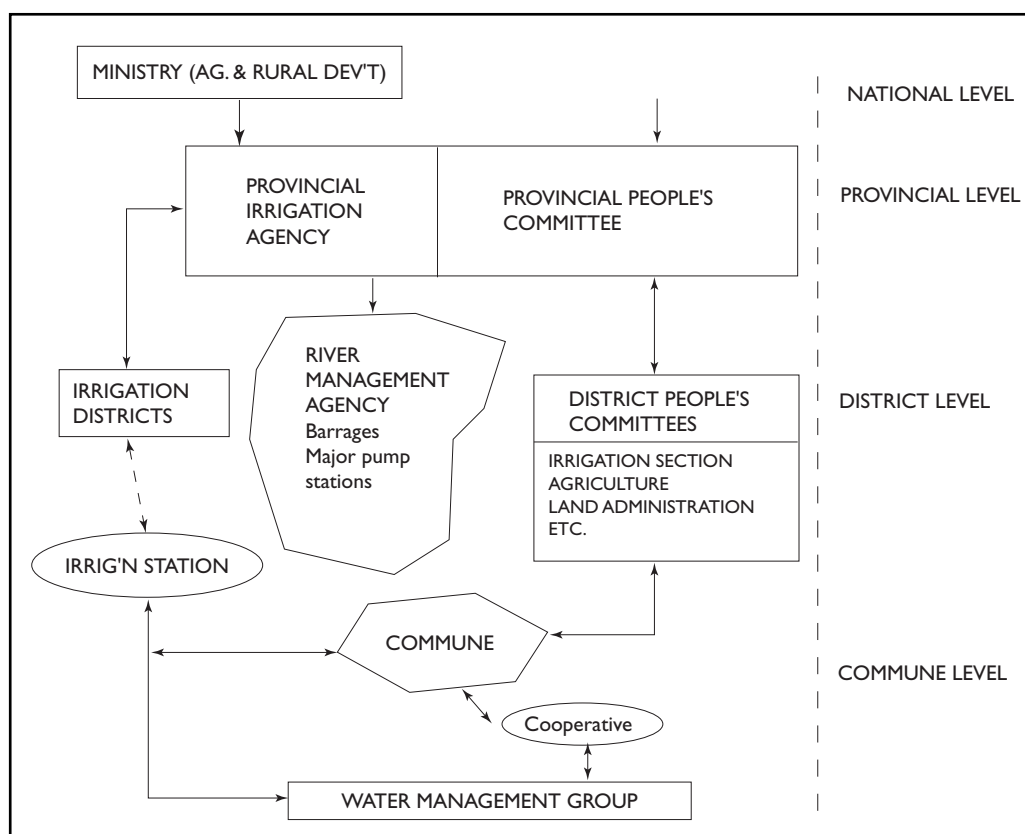 MINISTRY (AG. & RURAL DEV'T)
NATIONAL LEVEL
PROVINCIAL
IRRIGATION
AGENCY
PROVINCIAL PEOPLE'S
COMMITTEE
PROVINCIAL LEVEL
RIVER
MANAGEMENT
AGENCY
Barrages
Major pump
stations
IRRIGATION
DISTRICTS
DISTRICT PEOPLE'S
COMMITTEES
IRRIGATION SECTION
AGRICULTURE
LAND ADMINISTRATION
ETC.
DISTRICT LEVEL
IRRIG'N STATION
COMMUNE
COMMUNE LEVEL
Cooperative
WATER MANAGEMENT GROUP